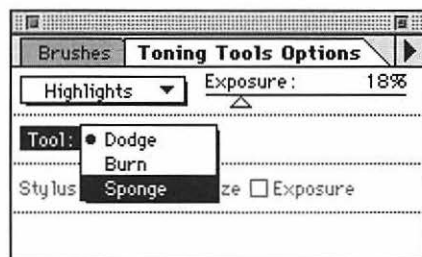 Brushes Toning Tools Options
Highlights Exposure: 18%
Tool: Dodge
Burn
Sponge
Stylus ze Exposure